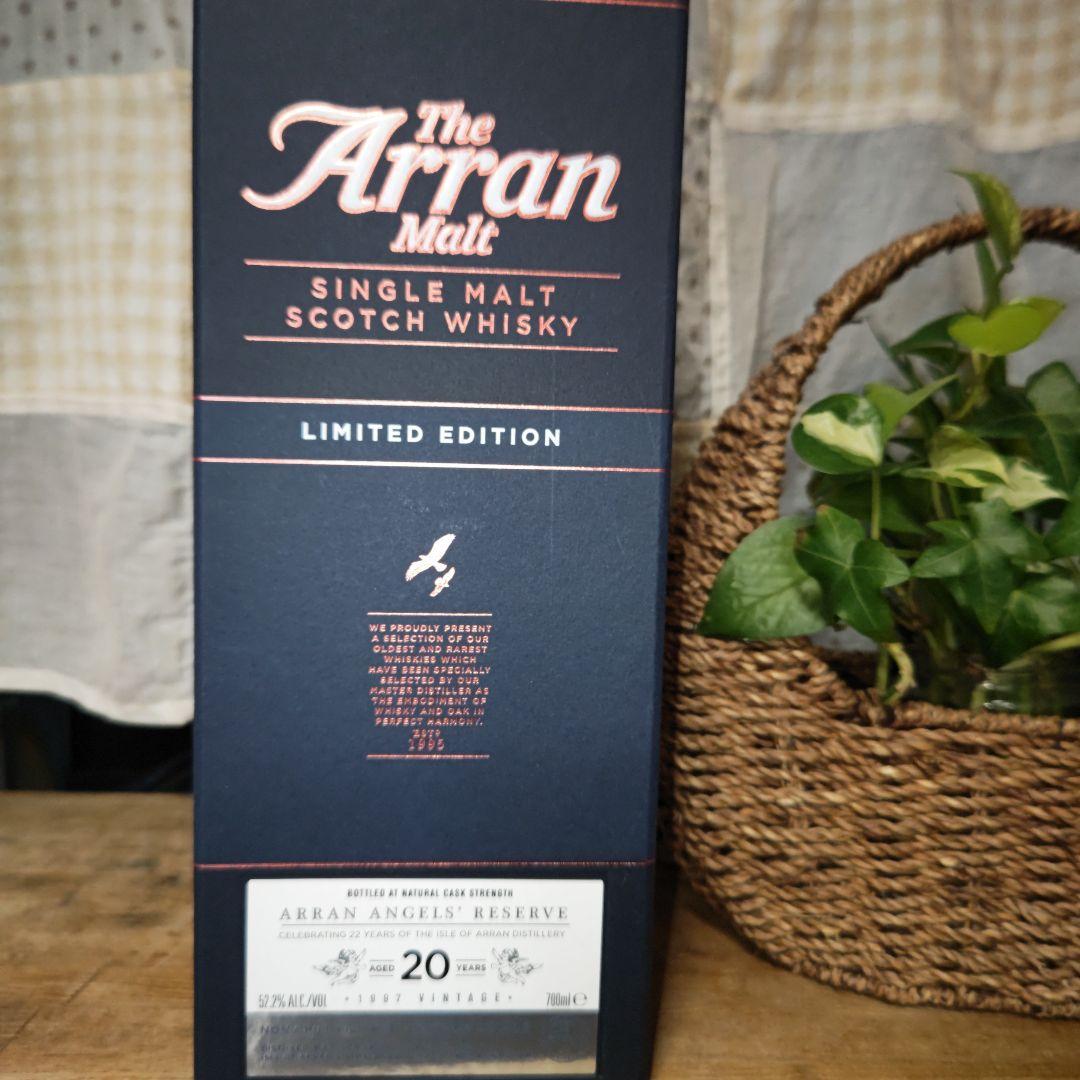 The
Arran
Malt
SINGLE MALT
SCOTCH WHISKY
LIMITED EDITION
WE PROUDLY PRESENT
A SELECTION OF OUR
OLDEST AND RAREST
WHISKIES WHICH
HAVE BEEN SPECIALLY
SELECTED BY OUR
MASTER DISTILLER AS
THE EMBODIMENT OF
WHISKY AND OAK IN
PERFECT HARMONY.
ESTD
1995
BOTTLED AT NATURAL CASK STRENGTH
ARRAN ANGELS' RESERVE
CELEBRATING 22 YEARS OF THE ISLE OF ARRAN DISTILLERY
AGED 20 YEARS
52.2% ALC./VOL • 1997 VINTAGE • 700ml ℮